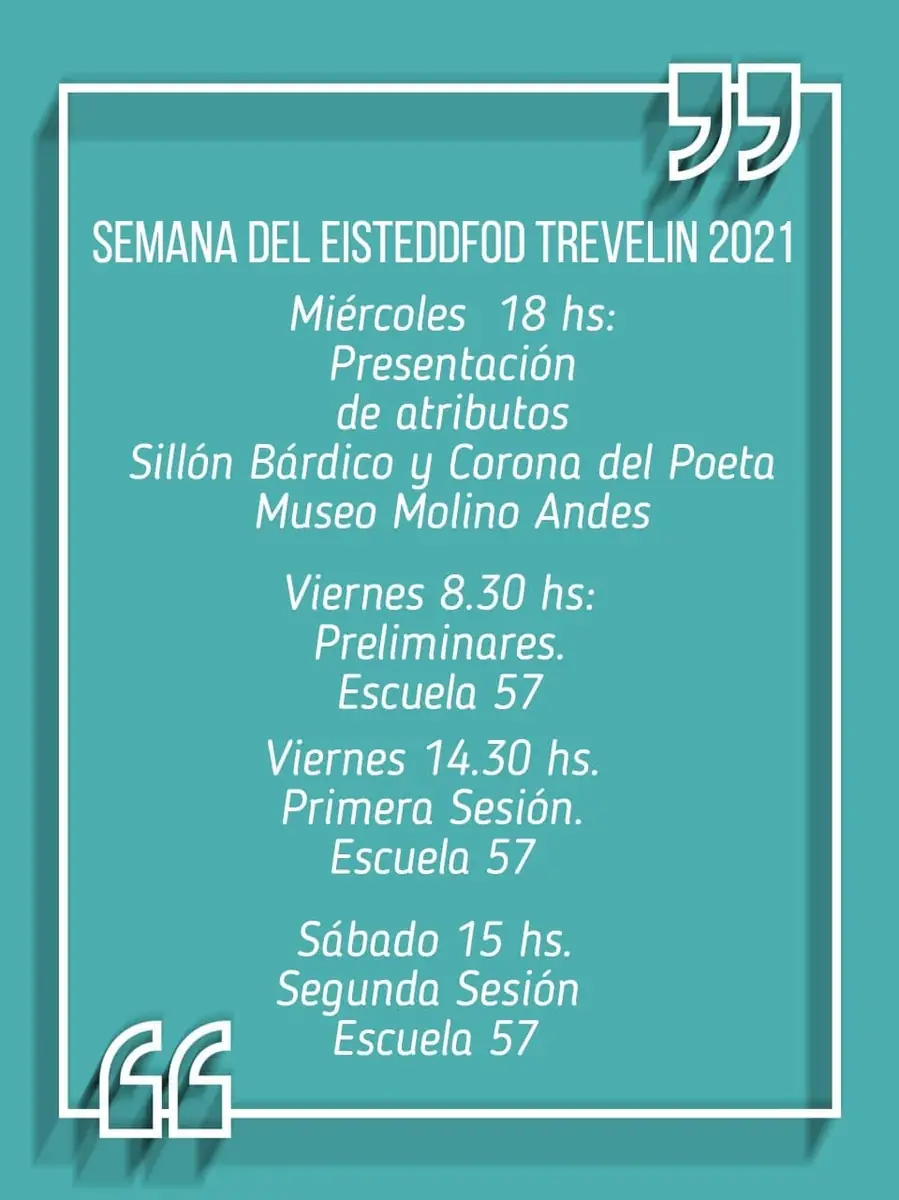 SEMANA DEL EISTEDDFOD TREVELIN 2021
Miércoles 18 hs:
Presentación
de atributos
Sillón Bárdico y Corona del Poeta
Museo Molino Andes
Viernes 8.30 hs:
Preliminares.
Escuela 57
Viernes 14.30 hs.
Primera Sesión.
Escuela 57
Sábado 15 hs.
Segunda Sesión
Escuela 57